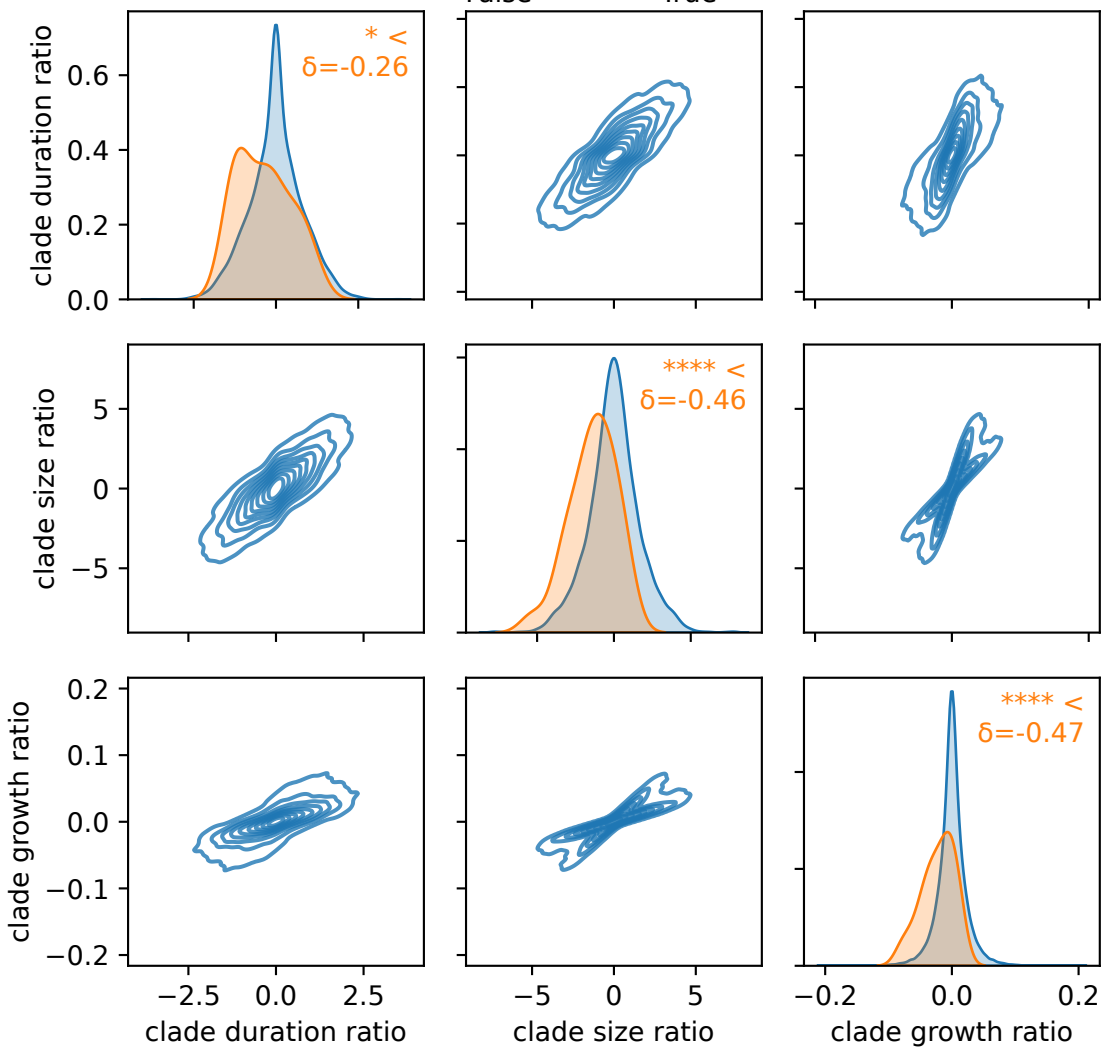 clade duration ratio
0.6
0.4
0.2
0.0
* <
δ=-0.26
clade size ratio
5
0
−5
**** <
δ=-0.46
clade growth ratio
0.2
0.1
0.0
−0.1
−0.2
**** <
δ=-0.47
−2.5 0.0 2.5
−5 0 5
−0.2 0.0 0.2
clade duration ratio
clade size ratio
clade growth ratio